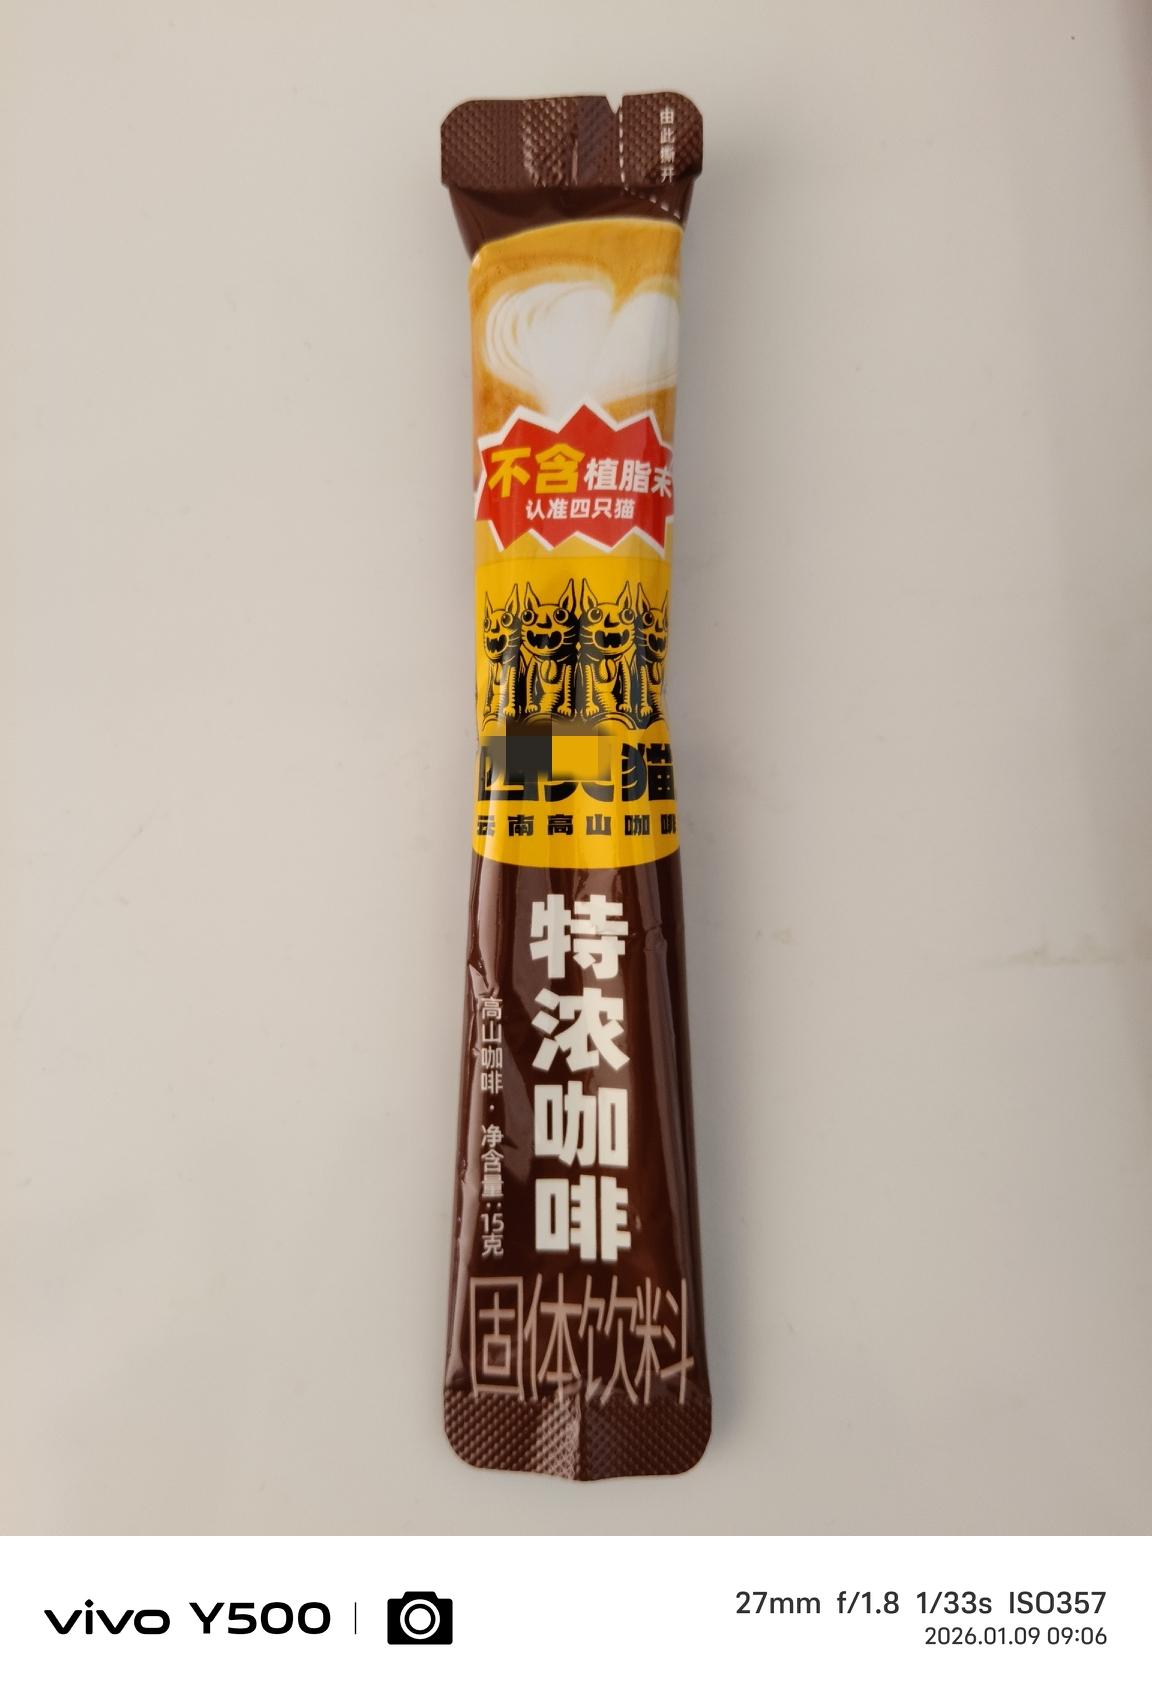 由此撕开
不含植脂末
认准四只猫
猫
云南高山咖啡
特浓咖啡
高山咖啡·净含量:15克
固体饮料
vivo Y500
27mm f/1.8 1/33s ISO357
2026.01.09 09:06